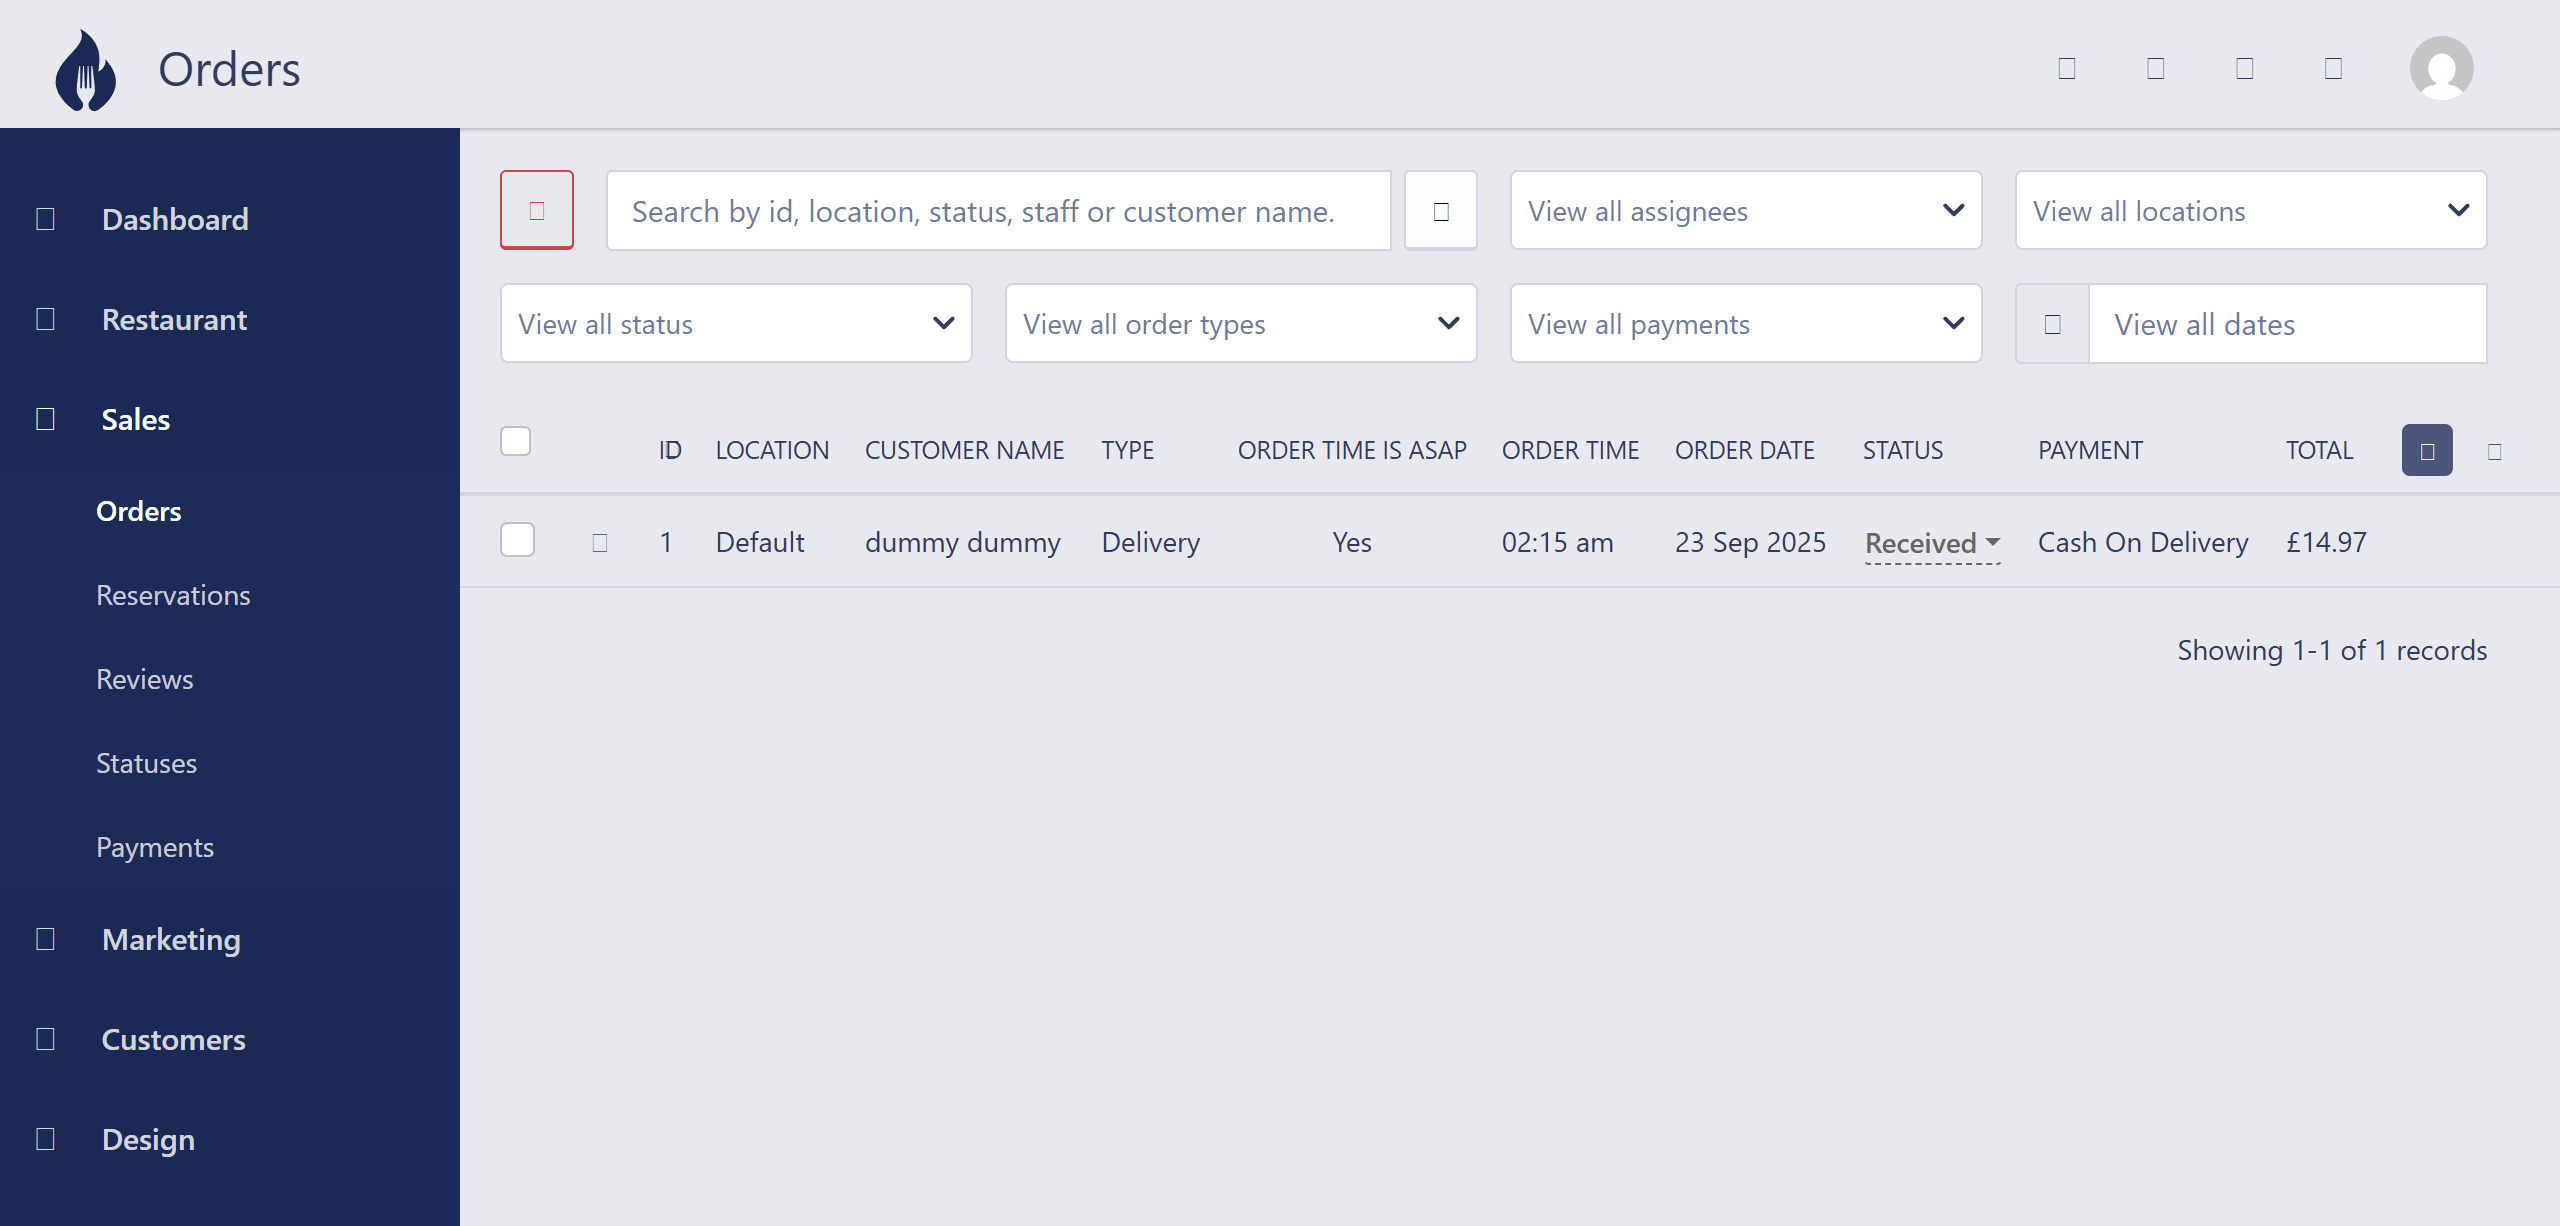 Orders
Dashboard
Restaurant
Sales
Orders
Reservations
Reviews
Statuses
Payments
Marketing
Customers
Design
Search by id, location, status, staff or customer name.
View all assignees
View all locations
View all status
View all order types
View all payments
View all dates
ID LOCATION CUSTOMER NAME TYPE ORDER TIME IS ASAP ORDER TIME ORDER DATE STATUS PAYMENT TOTAL
1 Default dummy dummy Delivery Yes 02:15 am 23 Sep 2025 Received Cash On Delivery £14.97
Showing 1-1 of 1 records